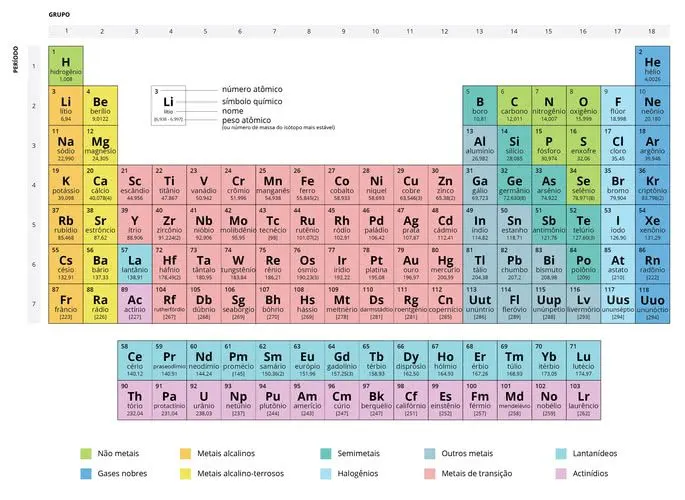 GRUPO
1 2 3 4 5 6 7 8 9 10 11 12 13 14 15 16 17 18
PERÍODO
1
1 H hidrogênio 1,008
2 He hélio 4,0026
2
3 Li lítio 6,94
4 Be berílio 9,0122
3 Li lítio [6,938 - 6,997]
número atômico
símbolo químico
nome
peso atômico
(ou número de massa do isótopo mais estável)
5 B boro 10,81
6 C carbono 12,011
7 N nitrogênio 14,007
8 O oxigênio 15,999
9 F flúor 18,998
10 Ne neônio 20,180
3
11 Na sódio 22,990
12 Mg magnésio 24,305
13 Al alumínio 26,982
14 Si silício 28,085
15 P fósforo 30,974
16 S enxofre 32,06
17 Cl cloro 35,45
18 Ar argônio 39,948
4
19 K potássio 39,098
20 Ca cálcio 40,078(4)
21 Sc escândio 44,956
22 Ti titânio 47,867
23 V vanádio 50,942
24 Cr crômio 51,996
25 Mn manganês 54,938
26 Fe ferro 55,845(2)
27 Co cobalto 58,933
28 Ni níquel 58,693
29 Cu cobre 63,546(3)
30 Zn zinco 65,38(2)
31 Ga gálio 69,723
32 Ge germânio 72,630(8)
33 As arsênio 74,922
34 Se selênio 78,971(8)
35 Br bromo 79,904
36 Kr criptônio 83,798(2)
5
37 Rb rubídio 85,468
38 Sr estrôncio 87,62
39 Y ítrio 88,906
40 Zr zircônio 91,224(2)
41 Nb nióbio 92,906
42 Mo molibdênio 95,95
43 Tc tecnécio [98]
44 Ru rutênio 101,07(2)
45 Rh ródio 102,91
46 Pd paládio 106,42
47 Ag prata 107,87
48 Cd cádmio 112,41
49 In índio 114,82
50 Sn estanho 118,71
51 Sb antimônio 121,76
52 Te telúrio 127,60(3)
53 I iodo 126,90
54 Xe xenônio 131,29
6
55 Cs césio 132,91
56 Ba bário 137,33
57 La lantânio 138,91
72 Hf háfnio 178,49(2)
73 Ta tântalo 180,95
74 W tungstênio 183,84
75 Re rênio 186,21
76 Os ósmio 190,23(3)
77 Ir irídio 192,22
78 Pt platina 195,08
79 Au ouro 196,97
80 Hg mercúrio 200,59
81 Tl tálio 204,38
82 Pb chumbo 207,2
83 Bi bismuto 208,98
84 Po polônio [209]
85 At astato [210]
86 Rn radônio [222]
7
87 Fr frâncio [223]
88 Ra rádio [226]
89 Ac actínio [227]
104 Rf rutherfórdio [267]
105 Db dúbnio [268]
106 Sg seabórgio [269]
107 Bh bóhrio [270]
108 Hs hássio [269]
109 Mt meitnério [278]
110 Ds darmstádio [281]
111 Rg roentgênio [281]
112 Cn copernício [285]
113 Uut ununtrio [286]
114 Fl fleróvio [289]
115 Uup ununpêtio [288]
116 Lv livermório [293]
117 Uus ununséptio [294]
118 Uuo ununóctio [294]
58 Ce cério 140,12
59 Pr praseodímio 140,91
60 Nd neodímio 144,24
61 Pm promécio [145]
62 Sm samário 150,36(2)
63 Eu európio 151,96
64 Gd gadolínio 157,25(3)
65 Tb térbio 158,93
66 Dy disprósio 162,50
67 Ho hólmio 164,93
68 Er érbio 167,26
69 Tm túlio 168,93
70 Yb itérbio 173,05
71 Lu lutécio 174,97
90 Th tório 232,04
91 Pa protactínio 231,04
92 U urânio 238,03
93 Np netúnio [237]
94 Pu plutônio [244]
95 Am amerício [243]
96 Cm cúrio [247]
97 Bk berquélio [247]
98 Cf califórnio [251]
99 Es einstênio [252]
100 Fm férmio [257]
101 Md mendelévio [258]
102 No nobélio [259]
103 Lr laurêncio [262]
Não metais
Metais alcalinos
Semimetais
Outros metais
Lantanídeos
Gases nobres
Metais alcalino-terrosos
Halogênios
Metais de transição
Actinídios